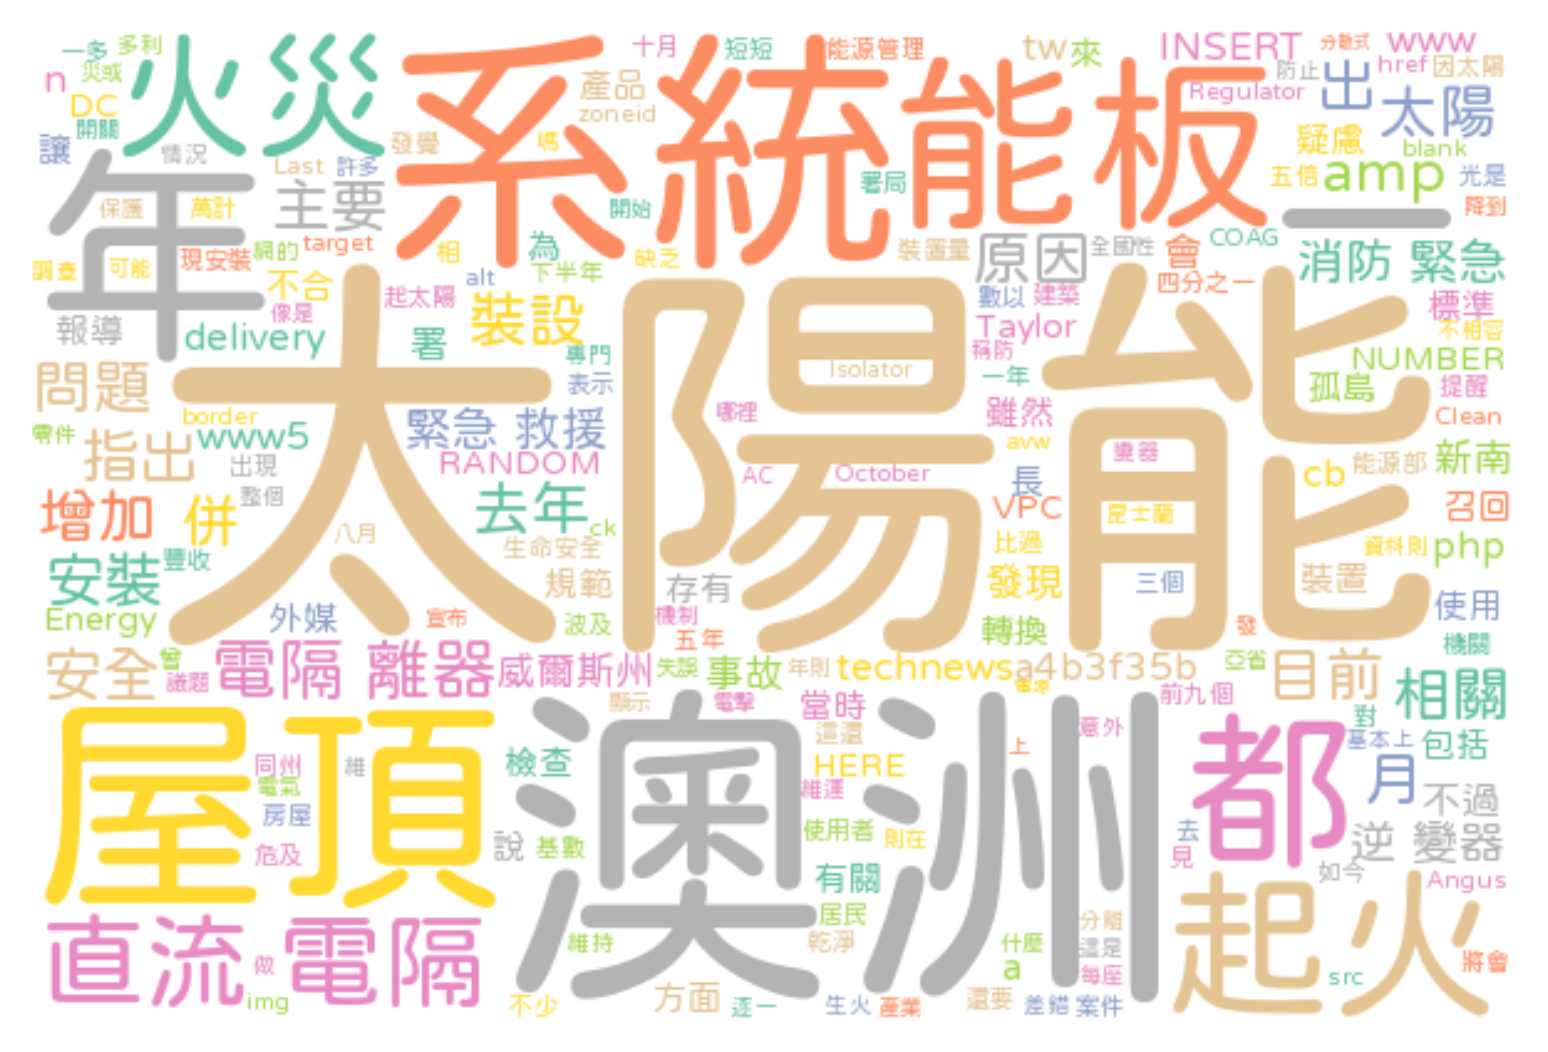 一多 多利
火災
系統
能板
十月 短短 能源管理
tw 來
INSERT
分散式
www
n 災或
產品
防止
出
href 因太陽
DC
zoneid
Regulator
太陽
開關
讓
情況
發覺
嗎
疑慮
blank
年
Last 許多
主要
署局
五倍
amp
光是
保護
萬計
開始
一
降到
調查 可能
網的 target
現安裝
相
為
下半年
缺乏
裝置量
原因
全國性
會
COAG
四分之一
消防 緊急
不合
像是
起太陽
alt
數以 建築
標準
不相容
報導
delivery
署
裝設
專門
表示
太陽能
Isolator
Taylor
稱防
一年
雖然
NUMBER
孤島 提醒
問題
border
www5
緊急 救援
哪裡
avw
Clean
零件
指出
出現
RANDOM
AC
October
長
變器
cb
能源部
新南
增加
併
整個
去年
ck
VPC
昆士蘭
召回
八月
生命安全
比過
資料則
php
安裝
豐收
規範
存有
發現
三個
裝置
使用
Energy
外媒
宣布
波及
機制
五年
轉換
發
機關
安全
曾
議題
電隔 離器
威爾斯州
失誤
事故
年則
technews
a4b3f35b
亞省
目前
相關
顯示
電擊
當時
前九個
屋頂
澳洲
都
對
這還
意外
基本上
包括
同州
電氣
維
檢查
HERE
上
月
不過
房屋
維運
危及
說
基數
使用者
則在
去
見
逆 變器
如今
有關
Angus
直流 電隔
居民
起火
做
維持
乾淨
什麼
分離
這是
a
每座
將會
img
不少
方面
逐一
生火
產業
還要
差錯
案件
src